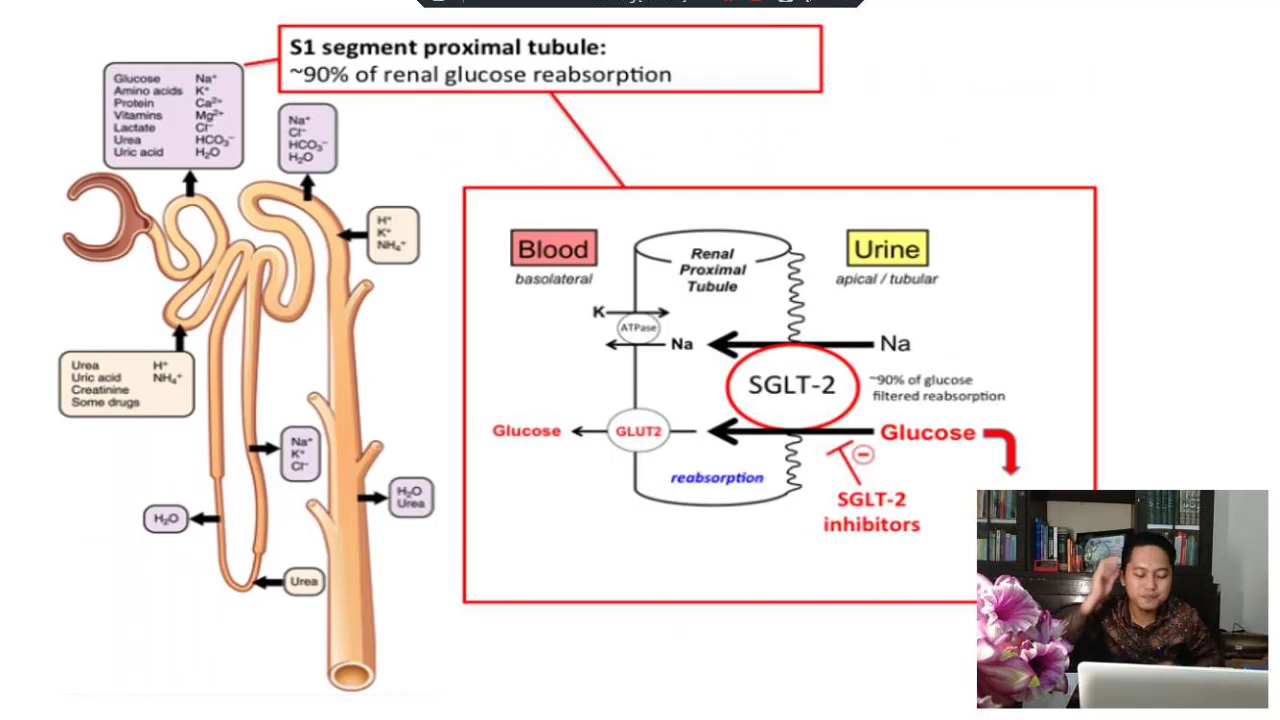 S1 segment proximal tubule:
~90% of renal glucose reabsorption
Glucose Na⁺
Amino acids K⁺
Protein Ca²⁺
Vitamins Mg²⁺
Lactate Cl⁻
Urea HCO₃⁻
Uric acid H₂O
Na⁺
Cl⁻
HCO₃⁻
H₂O
H⁺
K⁺
NH₄⁺
Urea H⁺
Uric acid NH₄⁺
Creatinine
Some drugs
Na⁺
K⁺
Cl⁻
H₂O
Urea
H₂O
Urea
Blood
basolateral
Renal
Proximal
Tubule
Urine
apical / tubular
K
ATPase
Na
Na
SGLT-2
~90% of glucose
filtered reabsorption
Glucose
GLUT2
Glucose
reabsorption
SGLT-2
inhibitors